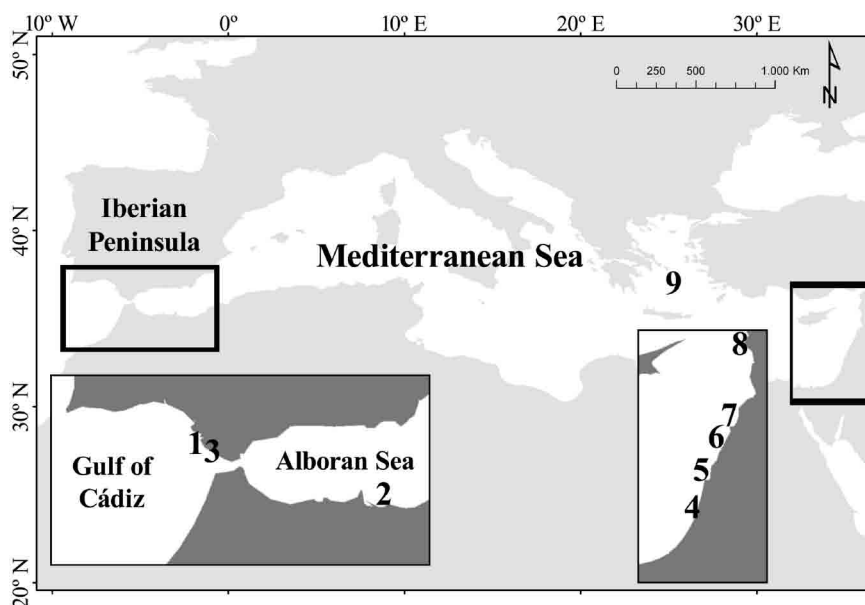 10º W 0º 10º E 20º E 30º E
50º N
0 250 500 1.000 Km
N
Iberian
Peninsula
40º N
Mediterranean Sea
9
8
30º N
7
1 3
6
Gulf of
Cádiz
Alboran Sea
5
2
4
20º N